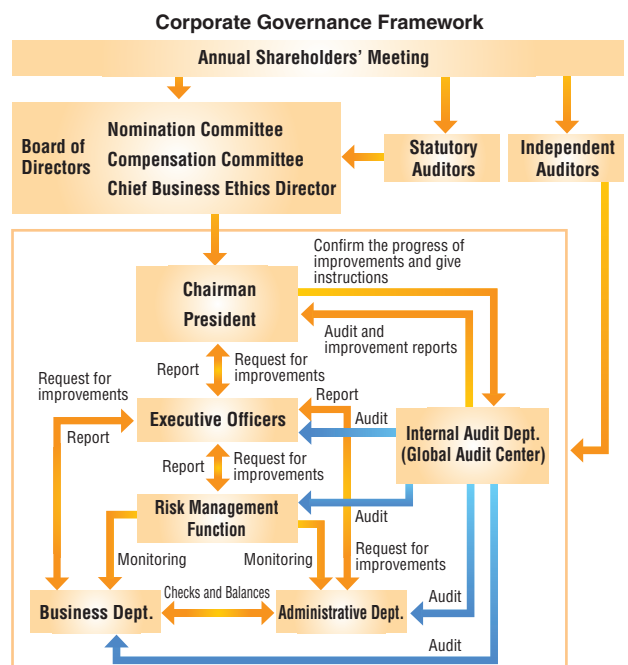 Corporate Governance Framework
Annual Shareholders' Meeting
Board of
Directors
Nomination Committee
Compensation Committee
Chief Business Ethics Director
Statutory
Auditors
Independent
Auditors
Confirm the progress of
improvements and give
instructions
Chairman
President
Audit and
improvement reports
Report
Request for
improvements
Request for
improvements
Report
Report
Executive Officers
Audit
Internal Audit Dept.
(Global Audit Center)
Report
Request for
improvements
Risk Management
Function
Audit
Monitoring
Monitoring
Request for
improvements
Checks and Balances
Business Dept.
Administrative Dept.
Audit
Audit